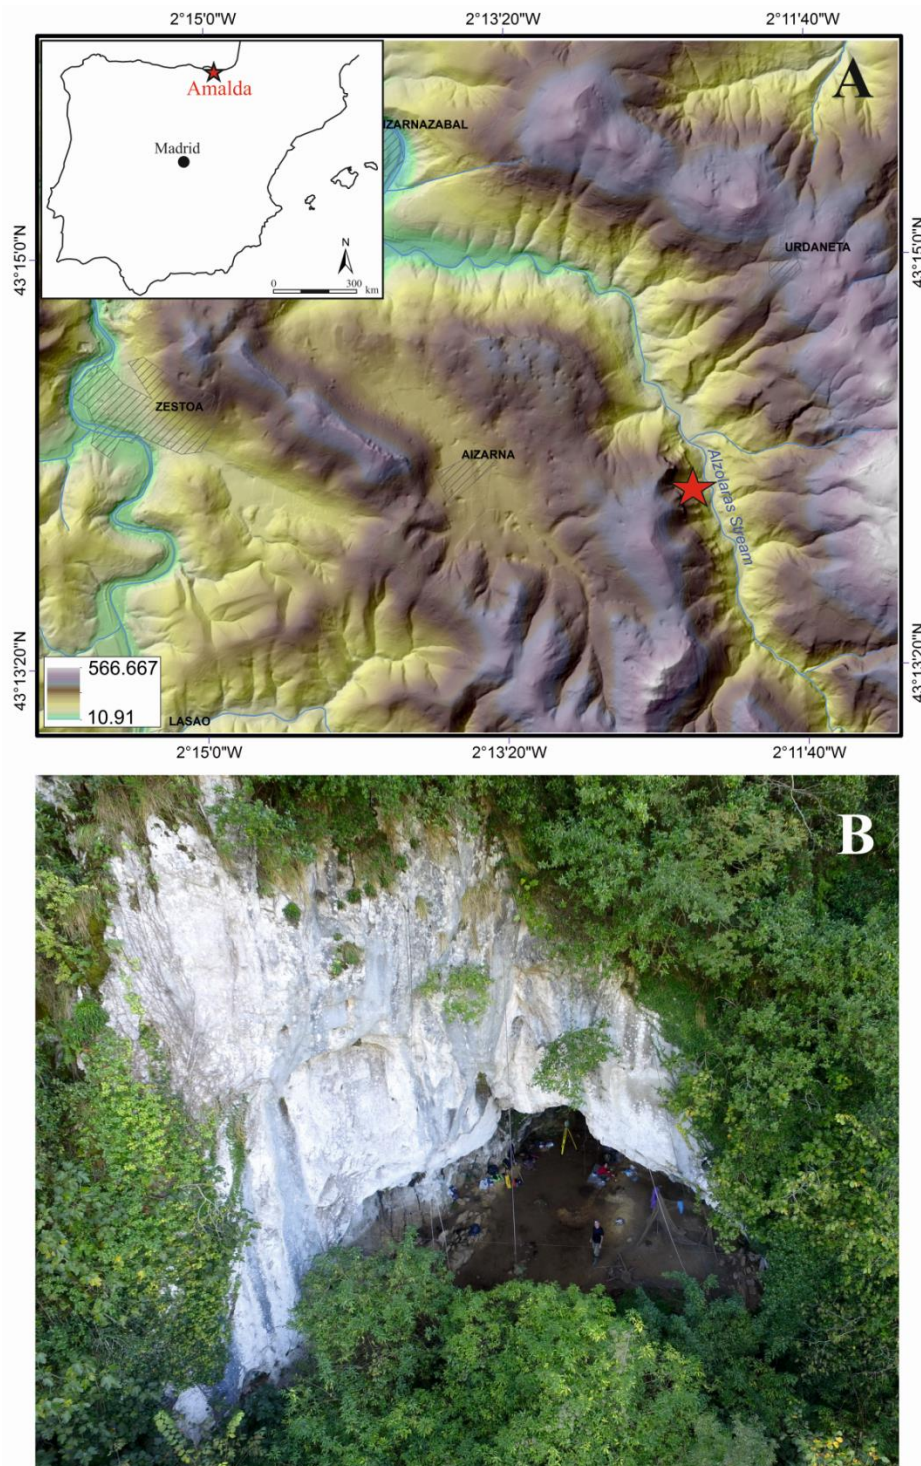 2°15'0"W 2°13'20"W 2°11'40"W
A
Amalda
Madrid
N
0 300 km
IZARNAZABAL
URDANETA
43°15'0"N 43°15'0"N
ZESTOA
AIZARNA
Alzolaras Stream
43°13'20"N 43°13'20"N
566.667
10.91
LASAO
2°15'0"W 2°13'20"W 2°11'40"W
B